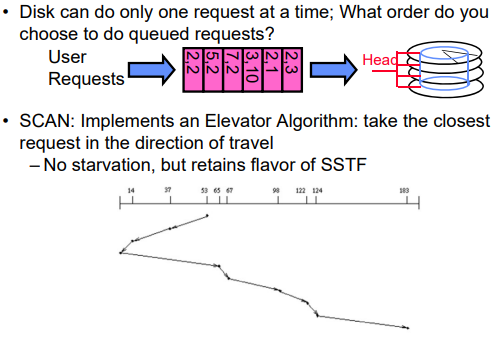 • Disk can do only one request at a time; What order do you
choose to do queued requests?
User
Requests
2,2
5,2
7,2
3,10
2,1
2,3
Head
• SCAN: Implements an Elevator Algorithm: take the closest
request in the direction of travel
– No starvation, but retains flavor of SSTF
14 37 53 65 67 98 122 124 183